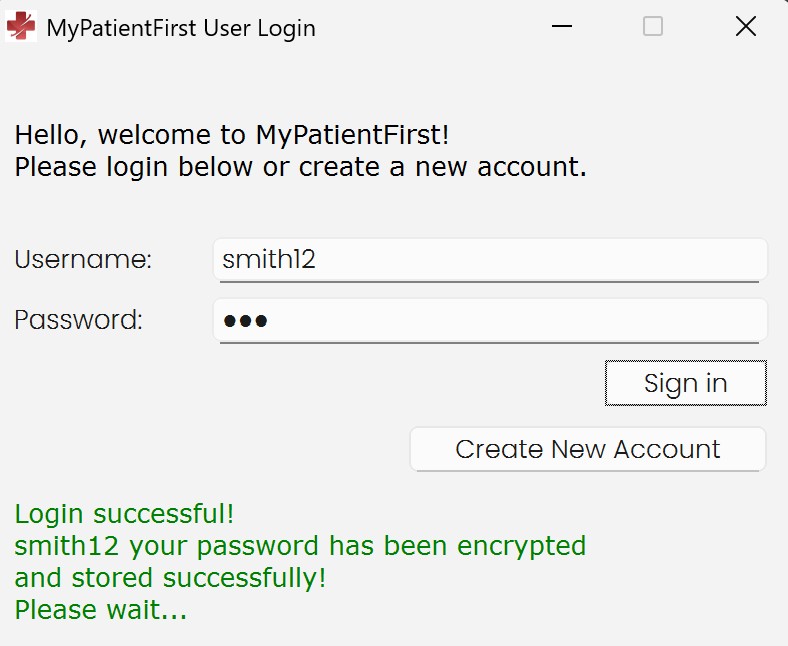 MyPatientFirst User Login
Hello, welcome to MyPatientFirst!
Please login below or create a new account.
Username: smith12
Password: ●●●
Sign in
Create New Account
Login successful!
smith12 your password has been encrypted
and stored successfully!
Please wait...